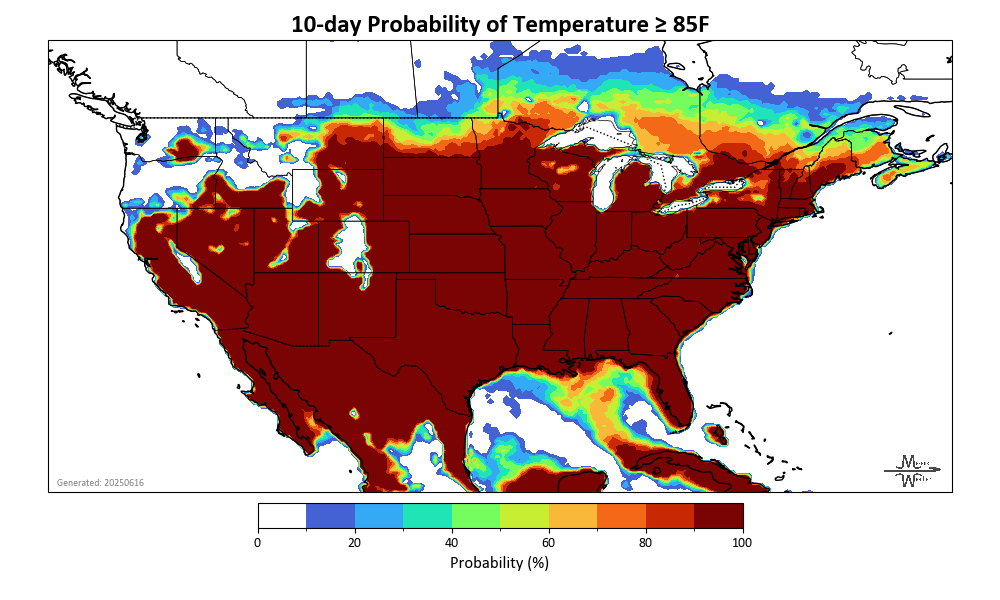 10-day Probability of Temperature ≥ 85F
Generated: 20250616
0 20 40 60 80 100
Probability (%)